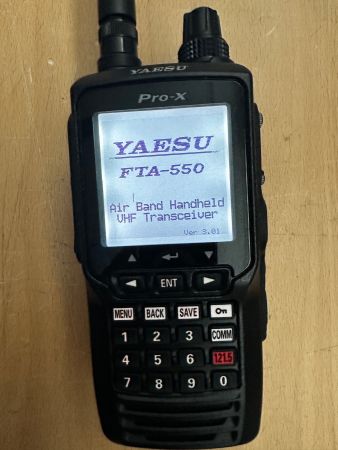 YAESU
Pro-X
YAESU
FTA-550
Air Band Handheld
VHF Transceiver
Ver 3.01
ENT
MENU BACK SAVE
1 2 3 COMM
4 5 6 121.5
7 8 9 0